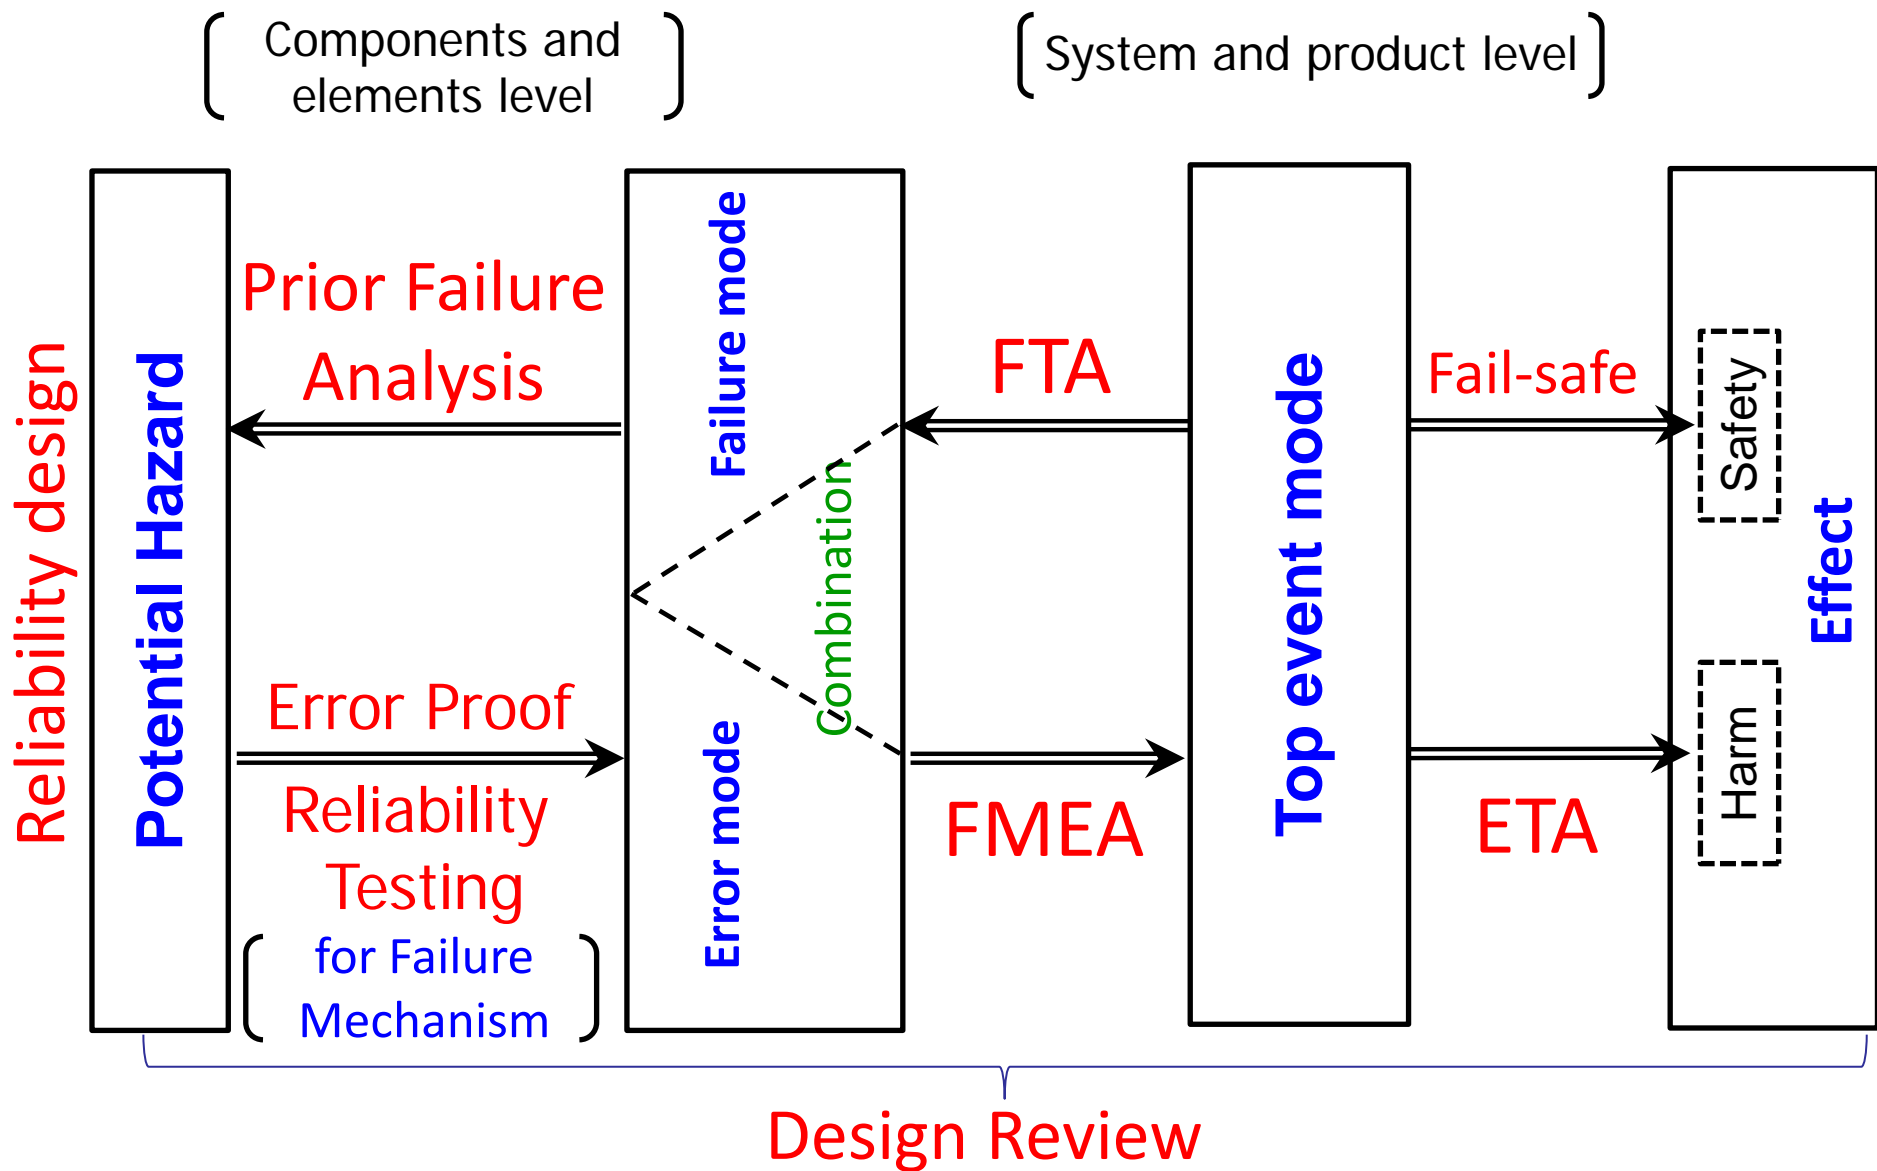 Components and
elements level
System and product level
Reliability design
Potential Hazard
Prior Failure
Analysis
Error Proof
Reliability
Testing
for Failure
Mechanism
Failure mode
Error mode
Combination
FTA
FMEA
Top event mode
Fail-safe
ETA
Safety
Harm
Effect
Design Review